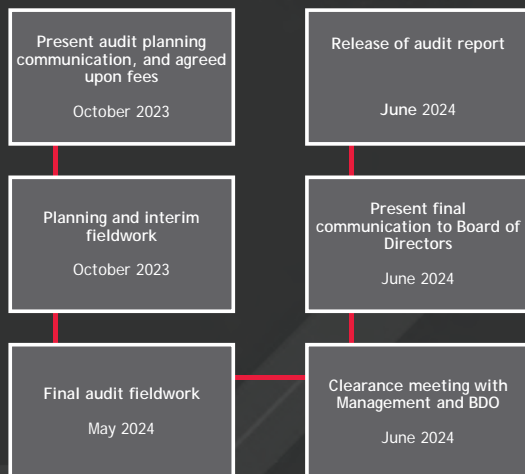 Present audit planning
communication, and agreed
upon fees
October 2023
Planning and interim
fieldwork
October 2023
Final audit fieldwork
May 2024
Clearance meeting with
Management and BDO
June 2024
Present final
communication to Board of
Directors
June 2024
Release of audit report
June 2024